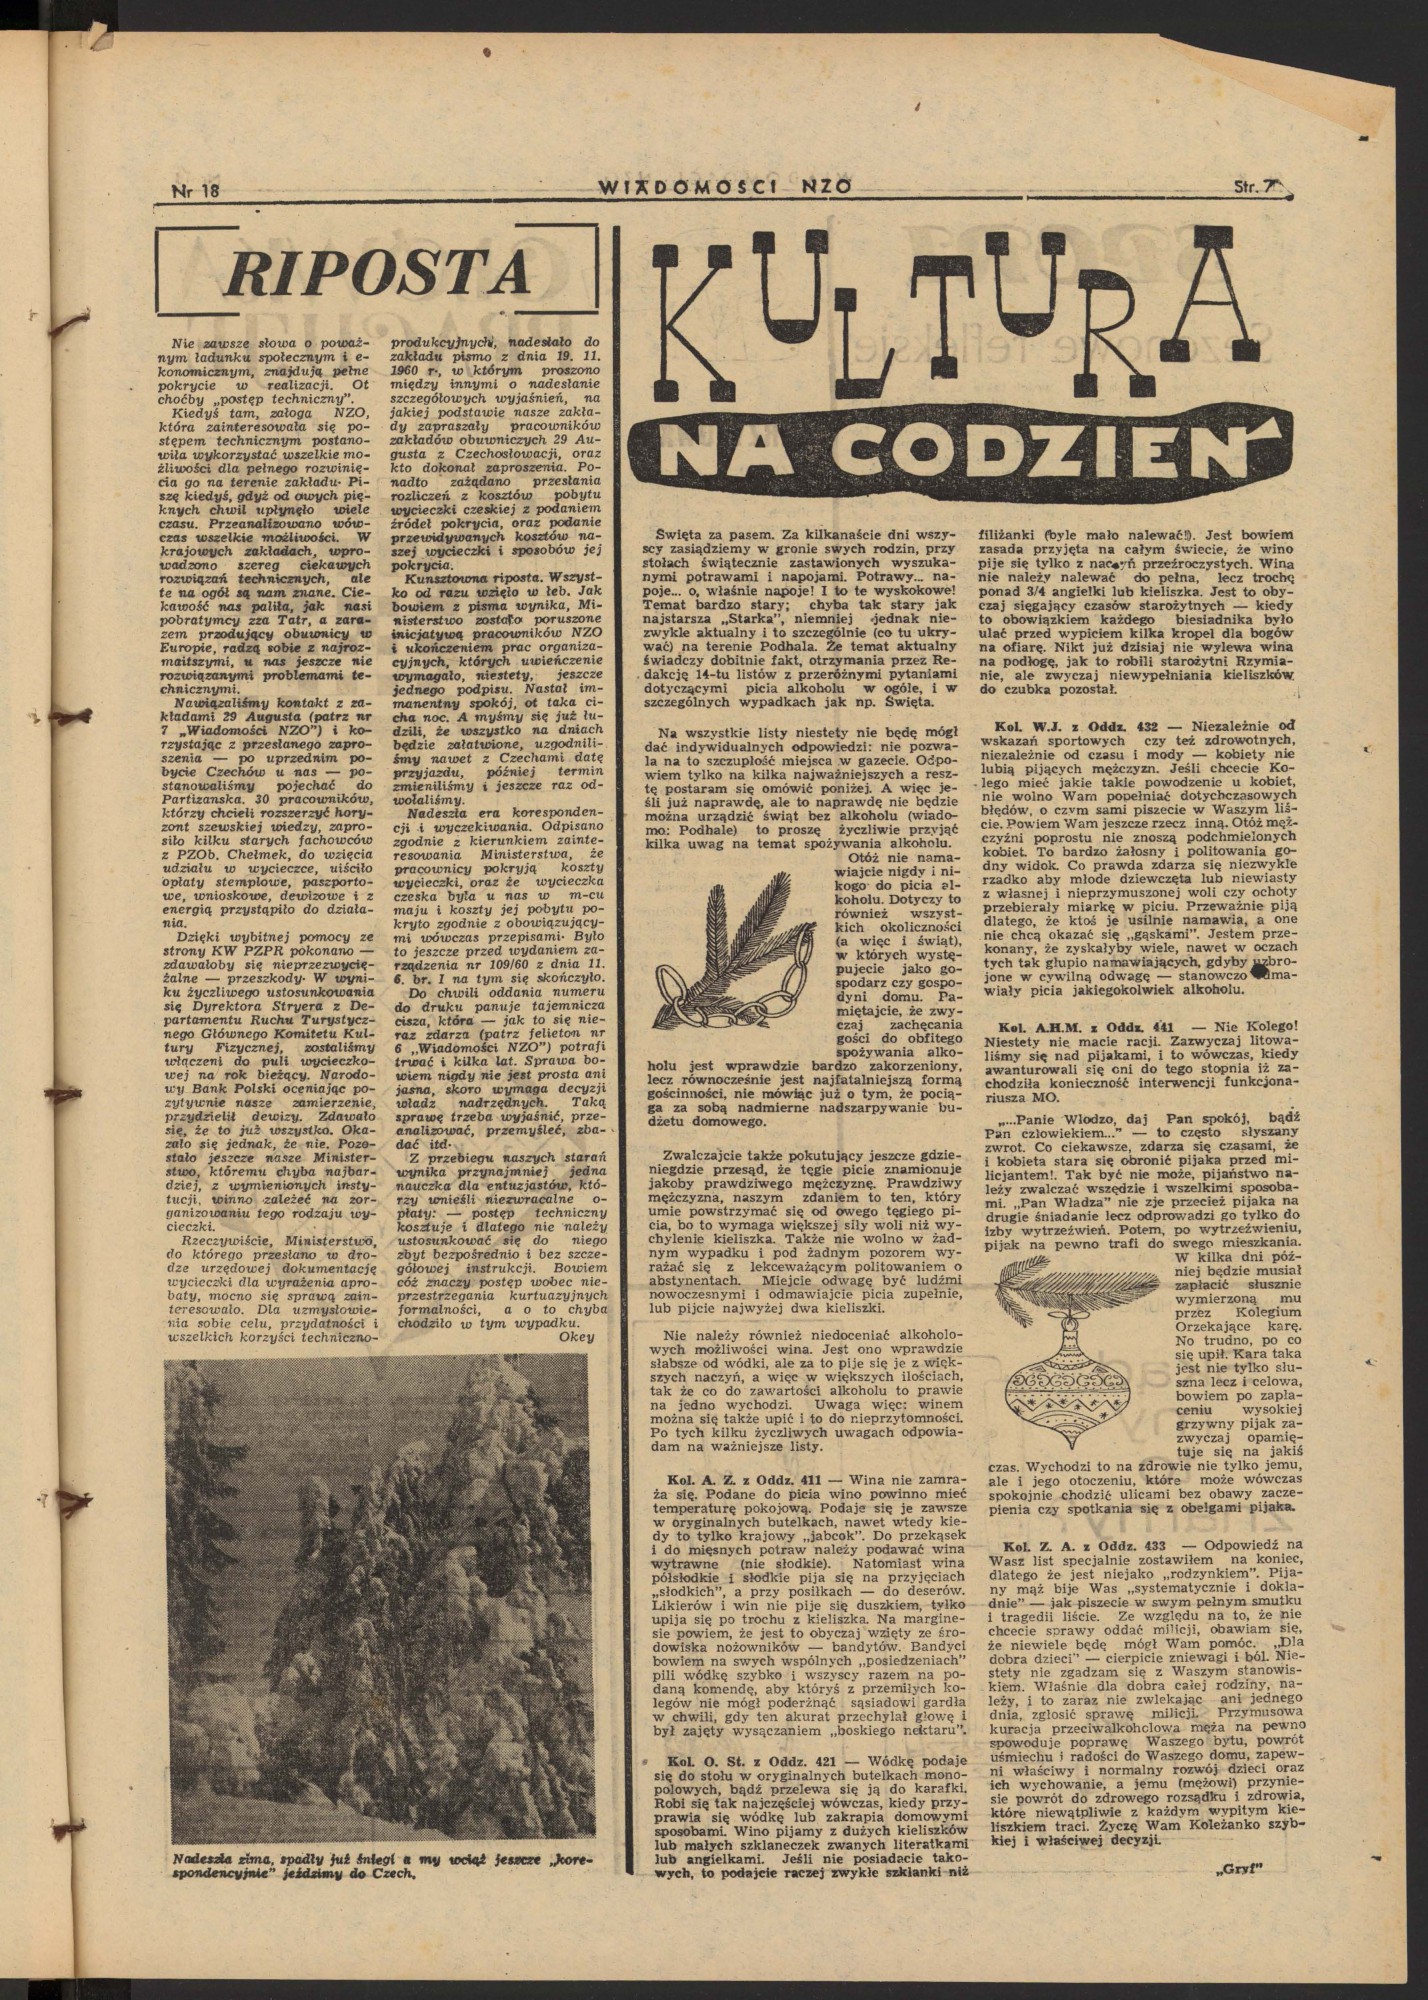 Nr 18
WIADOMOSCI NZO
Str. 7
RIPOSTA
Nie zawsze słowa o poważ-
nym ładunku społecznym i e-
konomicznym, znajdują pełne
pokrycie w realizacji. Ot
choćby „postęp techniczny".
Kiedyś tam, załoga NZO,
która zainteresowała się po-
stępem technicznym postano-
wiła wykorzystać wszelkie mo-
żliwości dla pełnego rozwinię-
cia go na terenie zakładu. Pi-
szę kiedyś, gdyż od owych pię-
knych chwil upłynęło wiele
czasu. Przeanalizowano wów-
czas wszelkie możliwości. W
krajowych zakładach, wpro-
wadzono szereg ciekawych
rozwiązań technicznych, ale
te na ogół są nam znane. Cie-
kawość nas paliła, jak nasi
pobratymcy zza Tatr, a zara-
zem przodujący obuwnicy w
Europie, radzą sobie z najroz-
maitszymi, u nas jeszcze nie
rozwiązanymi problemami te-
chnicznymi.
Nawiązaliśmy kontakt z za-
kładami 29 Augusta (patrz nr
7 „Wiadomości NZO") i ko-
rzystając z przesłanego zapro-
szenia — po uprzednim po-
bycie Czechów u nas — po-
stanowaliśmy pojechać do
Partizanska. 30 pracowników,
którzy chcieli rozszerzyć hory-
zont szewskiej wiedzy, zapro-
siło kilku starych fachowców
z PZOb. Chełmek, do wzięcia
udziału w wycieczce, uiściło
opłaty stemplowe, paszporto-
we, wnioskowe, dewizowe i z
energią przystąpiło do działa-
nia.
Dzięki wybitnej pomocy ze
strony KW PZPR pokonano —
zdawałoby się nieprzezwycię-
żalne — przeszkody. W wyni-
ku życzliwego ustosunkowania
się Dyrektora Stryera z De-
partamentu Ruchu Turystycz-
nego Głównego Komitetu Kul-
tury Fizycznej, zostaliśmy
włączeni do puli wycieczko-
wej na rok bieżący. Narodo-
wy Bank Polski oceniając po-
zytywnie nasze zamierzenie,
przydzielił dewizy. Zdawało
się, że to już wszystko. Oka-
zało się jednak, że nie. Pozo-
stało jeszcze nasze Minister-
stwo, któremu chyba najbar-
dziej, z wymienionych insty-
tucji, winno zależeć na zor-
ganizowaniu tego rodzaju wy-
cieczki.
Rzeczywiście, Ministerstwo,
do którego przesłano w dro-
dze urzędowej dokumentację
wycieczki dla wyrażenia apro-
baty, mocno się sprawą zain-
teresowało. Dla uzmysłowie-
nia sobie celu, przydatności i
wszelkich korzyści techniczno-
produkcyjnych, nadesłało do
zakładu pismo z dnia 19. 11.
1960 r., w którym proszono
między innymi o nadesłanie
szczegółowych wyjaśnień, na
jakiej podstawie nasze zakła-
dy zapraszały pracowników
zakładów obuwniczych 29 Au-
gusta z Czechosłowacji, oraz
kto dokonał zaproszenia. Po-
nadto zażądano przesłania
rozliczeń z kosztów pobytu
wycieczki czeskiej z podaniem
źródeł pokrycia, oraz podanie
przewidywanych kosztów na-
szej wycieczki i sposobów jej
pokrycia.
Kunsztowna riposta. Wszyst-
ko od razu wzięło w łeb. Jak
bowiem z pisma wynika, Mi-
nisterstwo zostało poruszone
inicjatywą pracowników NZO
i ukończeniem prac organiza-
cyjnych, których uwieńczenie
wymagało, niestety, jeszcze
jednego podpisu. Nastał im-
manentny spokój, ot taka ci-
cha noc. A myśmy się już łu-
dzili, że wszystko na dniach
będzie załatwione, uzgodnili-
śmy nawet z Czechami datę
przyjazdu, później termin
zmieniliśmy i jeszcze raz od-
wołaliśmy.
Nadeszła era koresponden-
cji i wyczekiwania. Odpisano
zgodnie z kierunkiem zainte-
resowania Ministerstwa, że
pracownicy pokryją koszty
wycieczki, oraz że wycieczka
czeska była u nas w m-cu
maju i koszty jej pobytu po-
kryto zgodnie z obowiązujący-
mi wówczas przepisami. Było
to jeszcze przed wydaniem za-
rządzenia nr 109/60 z dnia 11.
6. br. I na tym się skończyło.
Do chwili oddania numeru
do druku panuje tajemnicza
cisza, która — jak to się nie-
raz zdarza (patrz felieton nr
6 „Wiadomości NZO") potrafi
trwać i kilka lat. Sprawa bo-
wiem nigdy nie jest prosta ani
jasna, skoro wymaga decyzji
władz nadrzędnych. Taką
sprawę trzeba wyjaśnić, prze-
analizować, przemyśleć, zba-
dać itd.
Z przebiegu naszych starań
wynika przynajmniej jedna
nauczka dla entuzjastów, któ-
rzy wnieśli niezwracalne o-
płaty: — postęp techniczny
kosztuje i dlatego nie należy
ustosunkować się do niego
zbyt bezpośrednio i bez szcze-
gółowej instrukcji. Bowiem
cóż znaczy postęp wobec nie-
przestrzegania kurtuazyjnych
formalności, a o to chyba
chodziło w tym wypadku.
Okey
Nadeszła zima, spadły już śniegi a my wciąż jeszcze „kore-
spondencyjnie" jeździmy do Czech.
KULTURA
NA CODZIEŃ
Święta za pasem. Za kilkanaście dni wszy-
scy zasiądziemy w gronie swych rodzin, przy
stołach świątecznie zastawionych wyszuka-
nymi potrawami i napojami. Potrawy... na-
poje... o, właśnie napoje! I to te wyskokowe!
Temat bardzo stary; chyba tak stary jak
najstarsza „Starka", niemniej jednak nie-
zwykle aktualny i to szczególnie (co tu ukry-
wać) na terenie Podhala. Że temat aktualny
świadczy dobitnie fakt, otrzymania przez Re-
dakcję 14-tu listów z przeróżnymi pytaniami
dotyczącymi picia alkoholu w ogóle, i w
szczególnych wypadkach jak np. Święta.
Na wszystkie listy niestety nie będę mógł
dać indywidualnych odpowiedzi: nie pozwa-
la na to szczupłość miejsca w gazecie. Odpo-
wiem tylko na kilka najważniejszych a resz-
tę postaram się omówić poniżej. A więc je-
śli już naprawdę, ale to naprawdę nie będzie
można urządzić świąt bez alkoholu (wiado-
mo: Podhale) to proszę życzliwie przyjąć
kilka uwag na temat spożywania alkoholu.
Otóż nie nama-
wiajcie nigdy i ni-
kogo do picia al-
koholu. Dotyczy to
również wszyst-
kich okoliczności
(a więc i świąt),
w których wystę-
pujecie jako go-
spodarz czy gospo-
dyni domu. Pa-
miętajcie, że zwy-
czaj zachęcania
gości do obfitego
spożywania alko-
holu jest wprawdzie bardzo zakorzeniony,
lecz równocześnie jest najfatalniejszą formą
gościnności, nie mówiąc już o tym, że pocią-
ga za sobą nadmierne nadszarpywanie bu-
dżetu domowego.
Zwalczajcie także pokutujący jeszcze gdzie-
niegdzie przesąd, że tęgie picie znamionuje
jakoby prawdziwego mężczyznę. Prawdziwy
mężczyzna, naszym zdaniem to ten, który
umie powstrzymać się od owego tęgiego pi-
cia, bo to wymaga większej siły woli niż wy-
chylenie kieliszka. Także nie wolno w żad-
nym wypadku i pod żadnym pozorem wy-
rażać się z lekceważącym politowaniem o
abstynentach. Miejcie odwagę być ludźmi
nowoczesnymi i odmawiajcie picia zupełnie,
lub pijcie najwyżej dwa kieliszki.
Nie należy również niedoceniać alkoholo-
wych możliwości wina. Jest ono wprawdzie
słabsze od wódki, ale za to pije się je z więk-
szych naczyń, a więc w większych ilościach,
tak że co do zawartości alkoholu to prawie
na jedno wychodzi. Uwaga więc: winem
można się także upić i to do nieprzytomności.
Po tych kilku życzliwych uwagach odpowia-
dam na ważniejsze listy.
Kol. A. Z. z Oddz. 411 — Wina nie zamra-
ża się. Podane do picia wino powinno mieć
temperaturę pokojową. Podaje się je zawsze
w oryginalnych butelkach, nawet wtedy kie-
dy to tylko krajowy „jabcok". Do przekąsek
i do mięsnych potraw należy podawać wina
wytrawne (nie słodkie). Natomiast wina
półsłodkie i słodkie pija się na przyjęciach
„słodkich", a przy posiłkach — do deserów.
Likierów i win nie pije się duszkiem, tylko
upija się po trochu z kieliszka. Na margine-
sie powiem, że jest to obyczaj wzięty ze śro-
dowiska nożowników — bandytów. Bandyci
bowiem na swych wspólnych „posiedzeniach"
pili wódkę szybko i wszyscy razem na po-
daną komendę, aby któryś z przemiłych ko-
legów nie mógł poderżnąć sąsiadowi gardła
w chwili, gdy ten akurat przechylał głowę i
był zajęty wysączaniem „boskiego nektaru".
Kol. O. St. z Oddz. 421 — Wódkę podaje
się do stołu w oryginalnych butelkach mono-
polowych, bądź przelewa się ją do karafki.
Robi się tak najczęściej wówczas, kiedy przy-
prawia się wódkę lub zakrapia domowymi
sposobami. Wino pijamy z dużych kieliszków
lub małych szklaneczek zwanych literatkami
lub angielkami. Jeśli nie posiadacie tako-
wych, to podajcie raczej zwykłe szklanki niż
filiżanki (byle mało nalewać!). Jest bowiem
zasada przyjęta na całym świecie, że wino
pije się tylko z naczyń przeźroczystych. Wina
nie należy nalewać do pełna, lecz trochę
ponad 3/4 angielki lub kieliszka. Jest to oby-
czaj sięgający czasów starożytnych — kiedy
to obowiązkiem każdego biesiadnika było
ulać przed wypiciem kilka kropel dla bogów
na ofiarę. Nikt już dzisiaj nie wylewa wina
na podłogę, jak to robili starożytni Rzymia-
nie, ale zwyczaj niewypełniania kieliszków
do czubka pozostał.
Kol. W.J. z Oddz. 432 — Niezależnie od
wskazań sportowych czy też zdrowotnych,
niezależnie od czasu i mody — kobiety nie
lubią pijących mężczyzn. Jeśli chcecie Ko-
lego mieć jakie takie powodzenie u kobiet,
nie wolno Wam popełniać dotychczasowych
błędów, o czym sami piszecie w Waszym liś-
cie. Powiem Wam jeszcze rzecz inną. Otóż męż-
czyźni poprostu nie znoszą podchmielonych
kobiet. To bardzo żałosny i politowania go-
dny widok. Co prawda zdarza się niezwykle
rzadko aby młode dziewczęta lub niewiasty
z własnej i nieprzymuszonej woli czy ochoty
przebierały miarkę w piciu. Przeważnie piją
dlatego, że ktoś je usilnie namawia, a one
nie chcą okazać się „gąskami". Jestem prze-
konany, że zyskałyby wiele, nawet w oczach
tych tak głupio namawiających, gdyby uzbro-
jone w cywilną odwagę — stanowczo odma-
wiały picia jakiegokolwiek alkoholu.
Kol. A.H.M. z Oddz. 441 — Nie Kolego!
Niestety nie macie racji. Zazwyczaj litowa-
liśmy się nad pijakami, i to wówczas, kiedy
awanturowali się oni do tego stopnia iż za-
chodziła konieczność interwencji funkcjona-
riusza MO.
„...Panie Włodzo, daj Pan spokój, bądź
Pan człowiekiem..." — to często słyszany
zwrot. Co ciekawsze, zdarza się czasami, że
i kobieta stara się obronić pijaka przed mi-
licjantem!. Tak być nie może, pijaństwo na-
leży zwalczać wszędzie i wszelkimi sposoba-
mi. „Pan Władza" nie zje przecież pijaka na
drugie śniadanie lecz odprowadzi go tylko do
izby wytrzeźwień. Potem, po wytrzeźwieniu,
pijak na pewno trafi do swego mieszkania.
W kilka dni póź-
niej będzie musiał
zapłacić słusznie
wymierzoną mu
przez Kolegium
Orzekające karę.
No trudno, po co
się upił. Kara taka
jest nie tylko słu-
szna lecz i celowa,
bowiem po zapła-
ceniu wysokiej
grzywny pijak za-
zwyczaj opamię-
tuje się na jakiś
czas. Wychodzi to na zdrowie nie tylko jemu,
ale i jego otoczeniu, które może wówczas
spokojnie chodzić ulicami bez obawy zacze-
pienia czy spotkania się z obelgami pijaka.
Kol. Z. A. z Oddz. 433 — Odpowiedź na
Wasz list specjalnie zostawiłem na koniec,
dlatego że jest niejako „rodzynkiem". Pija-
ny mąż bije Was „systematycznie i dokła-
dnie" — jak piszecie w swym pełnym smutku
i tragedii liście. Ze względu na to, że nie
chcecie sprawy oddać milicji, obawiam się,
że niewiele będę mógł Wam pomóc. „Dla
dobra dzieci" — cierpicie zniewagi i ból. Nie-
stety nie zgadzam się z Waszym stanowis-
kiem. Właśnie dla dobra całej rodziny, na-
leży, i to zaraz nie zwlekając ani jednego
dnia, zgłosić sprawę milicji. Przymusowa
kuracja przeciwalkoholowa męża na pewno
spowoduje poprawę Waszego bytu, powrót
uśmiechu i radości do Waszego domu, zapew-
ni właściwy i normalny rozwój dzieci oraz
ich wychowanie, a jemu (mężowi) przynie-
sie powrót do zdrowego rozsądku i zdrowia,
które niewątpliwie z każdym wypitym kie-
liszkiem traci. Życzę Wam Koleżanko szyb-
kiej i właściwej decyzji.
„Gryf"